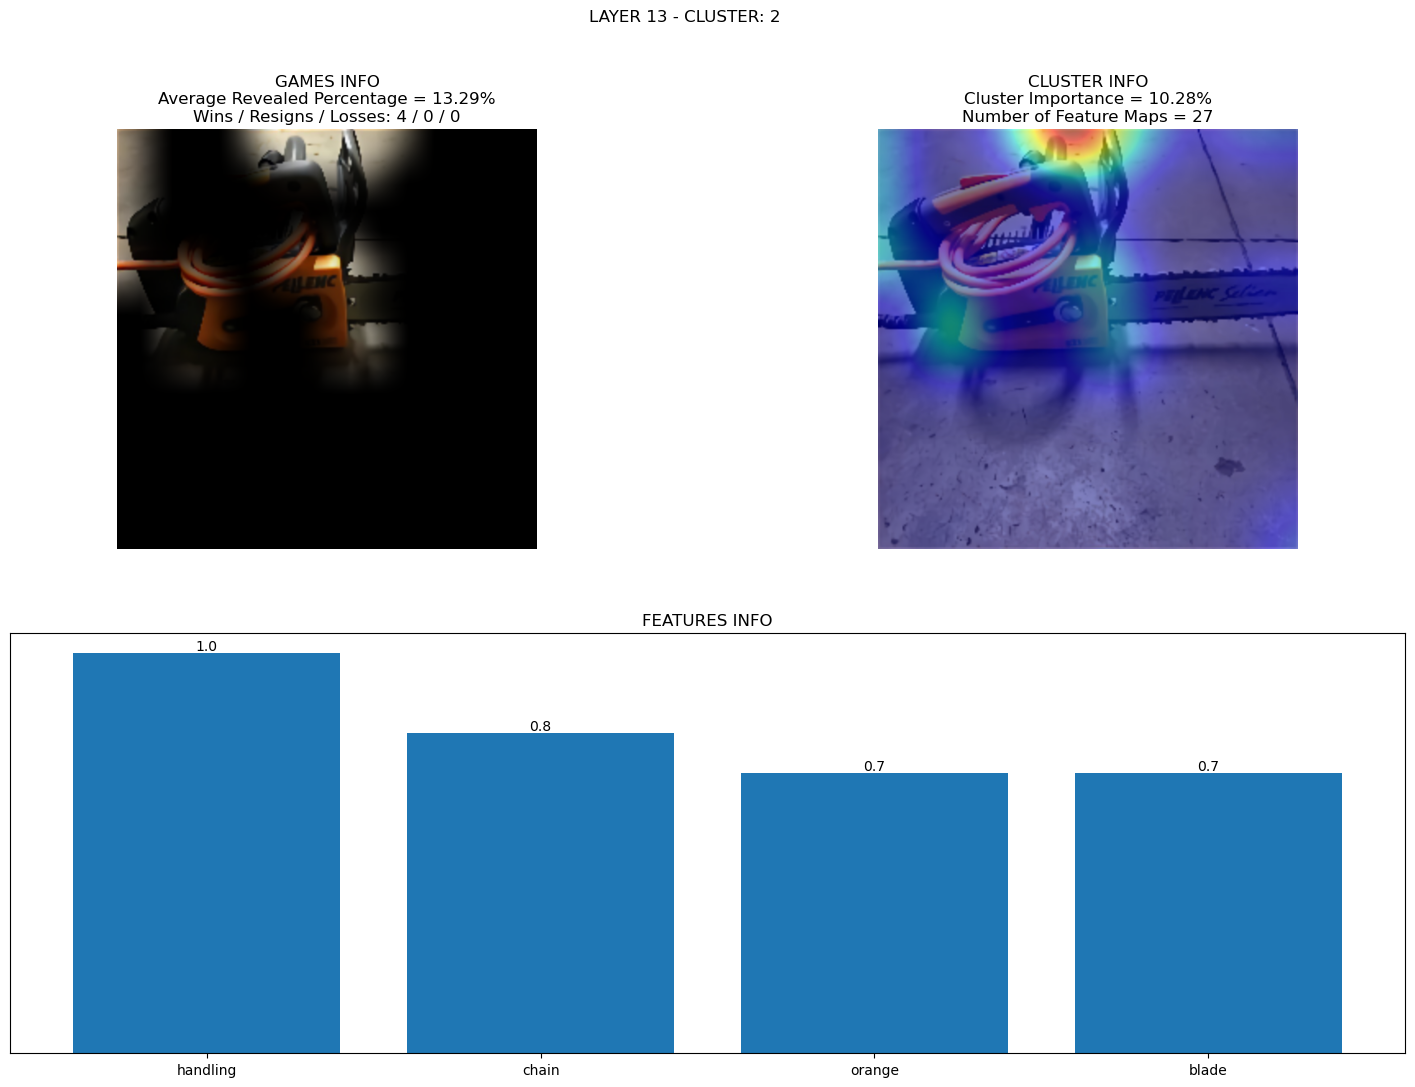 LAYER 13 - CLUSTER: 2
GAMES INFO
Average Revealed Percentage = 13.29%
Wins / Resigns / Losses: 4 / 0 / 0
PELLENC
CLUSTER INFO
Cluster Importance = 10.28%
Number of Feature Maps = 27
PELLENC
PELLENC Selion
FEATURES INFO
1.0
0.8
0.7
0.7
handling
chain
orange
blade